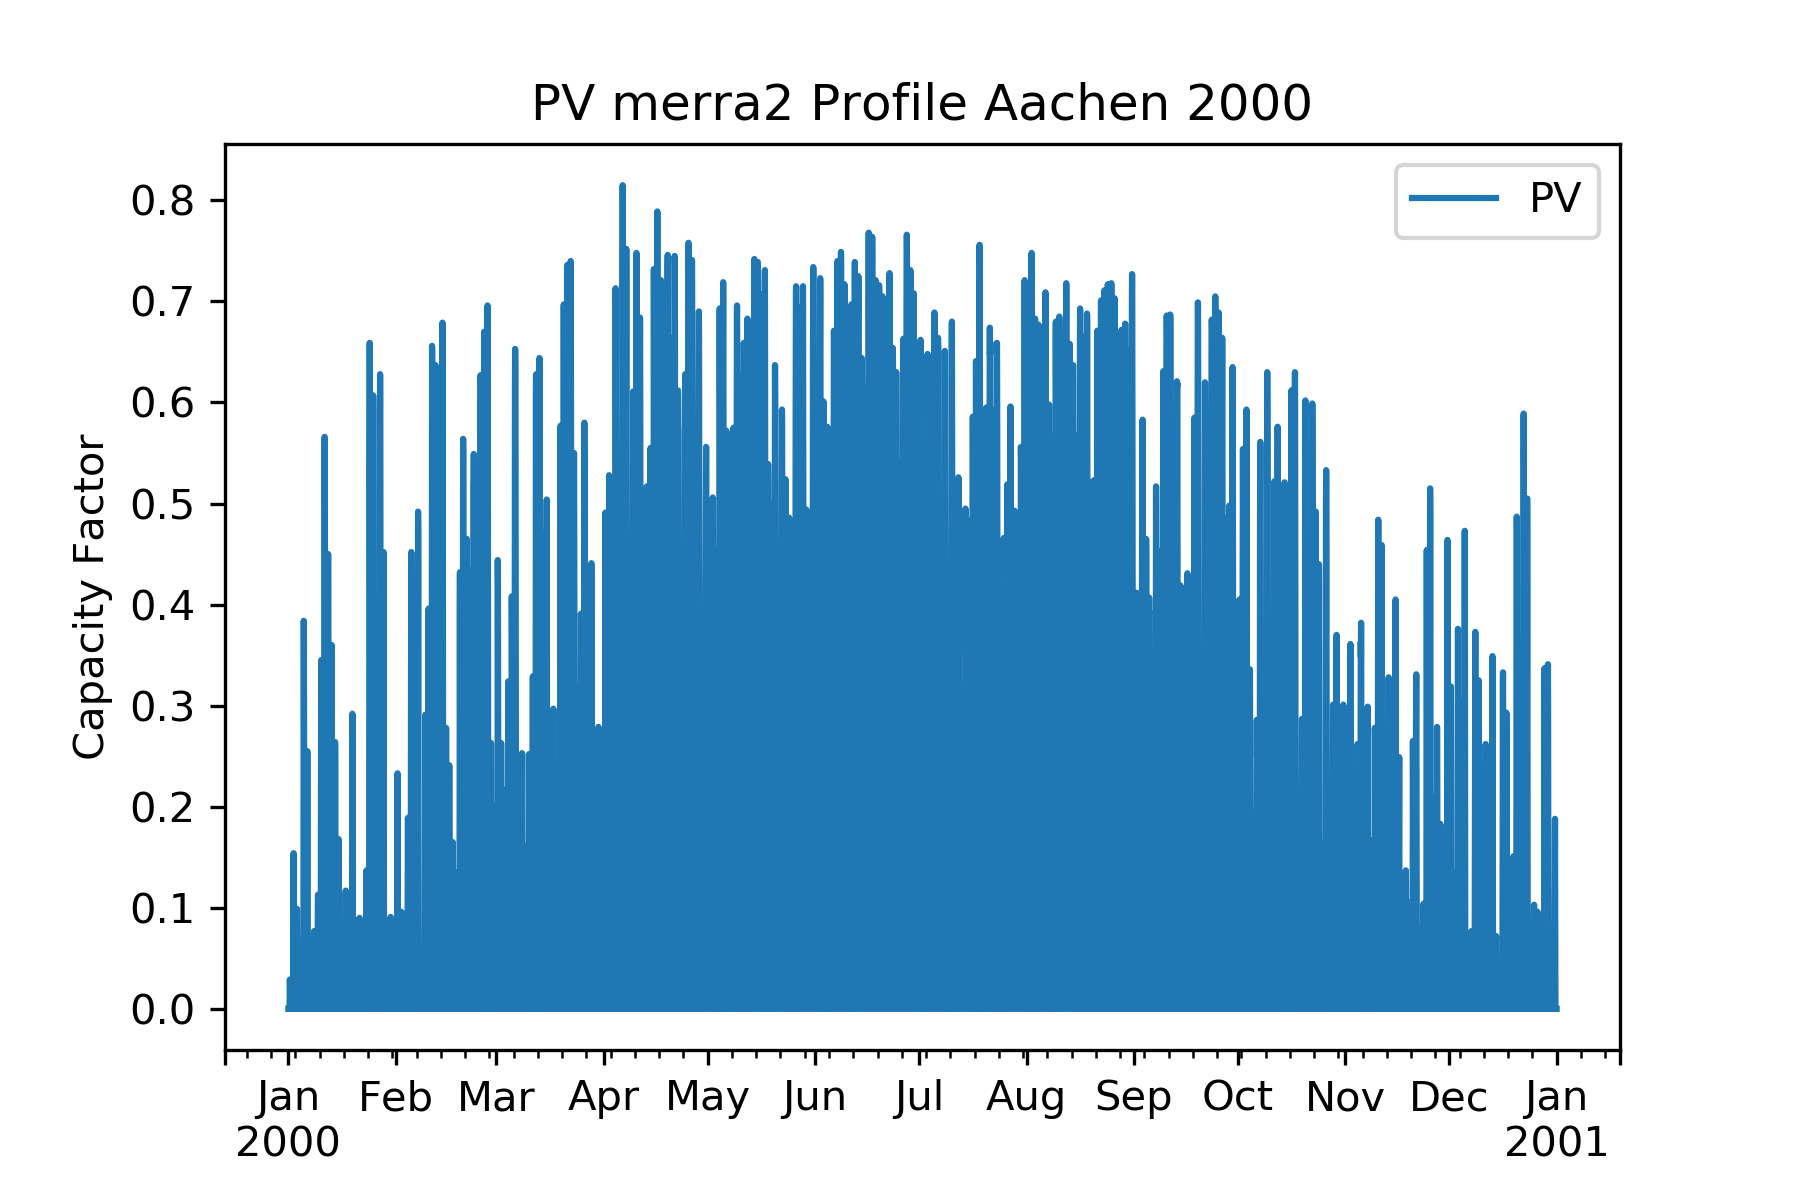 PV merra2 Profile Aachen 2000
PV
Capacity Factor
0.8
0.7
0.6
0.5
0.4
0.3
0.2
0.1
0.0
Jan Feb Mar Apr May Jun Jul Aug Sep Oct Nov Dec Jan
2000 2001